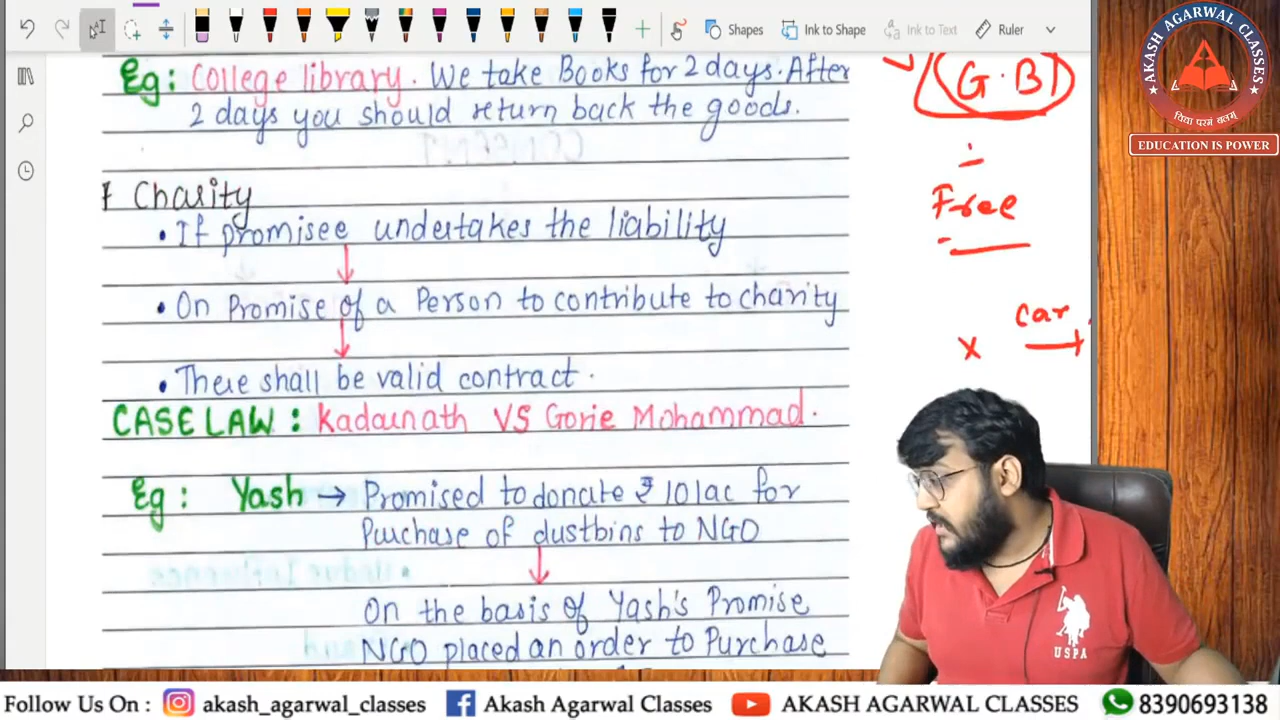 Shapes
Ink to Shape
Ink to Text
Ruler
Eg: College library. We take Books for 2 days. After
2 days you should return back the goods.
Charity
• If promisee undertakes the liability
• On Promise of a Person to contribute to charity
• There shall be valid contract.
CASE LAW: Kadarnath VS Gorie Mohammad.
Eg: Yash → Promised to donate ₹ 10 lac for
Purchase of dustbins to NGO
On the basis of Yash's Promise
NGO placed an order to Purchase
(G.B)
Free
x car
AKASH AGARWAL CLASSES
विद्या परमं बलम्
EDUCATION IS POWER
USPA
Follow Us On : akash_agarwal_classes Akash Agarwal Classes AKASH AGARWAL CLASSES 8390693138